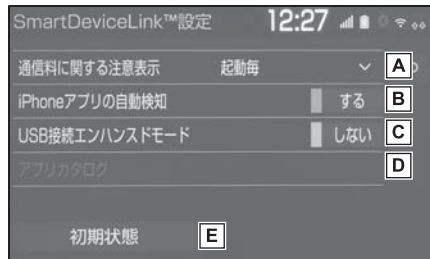 SmartDeviceLink™設定 12:27
通信料に関する注意表示 起動毎 A
iPhoneアプリの自動検知 する B
USB接続エンハンスドモード しない C
アプリカタログ D
初期状態 E